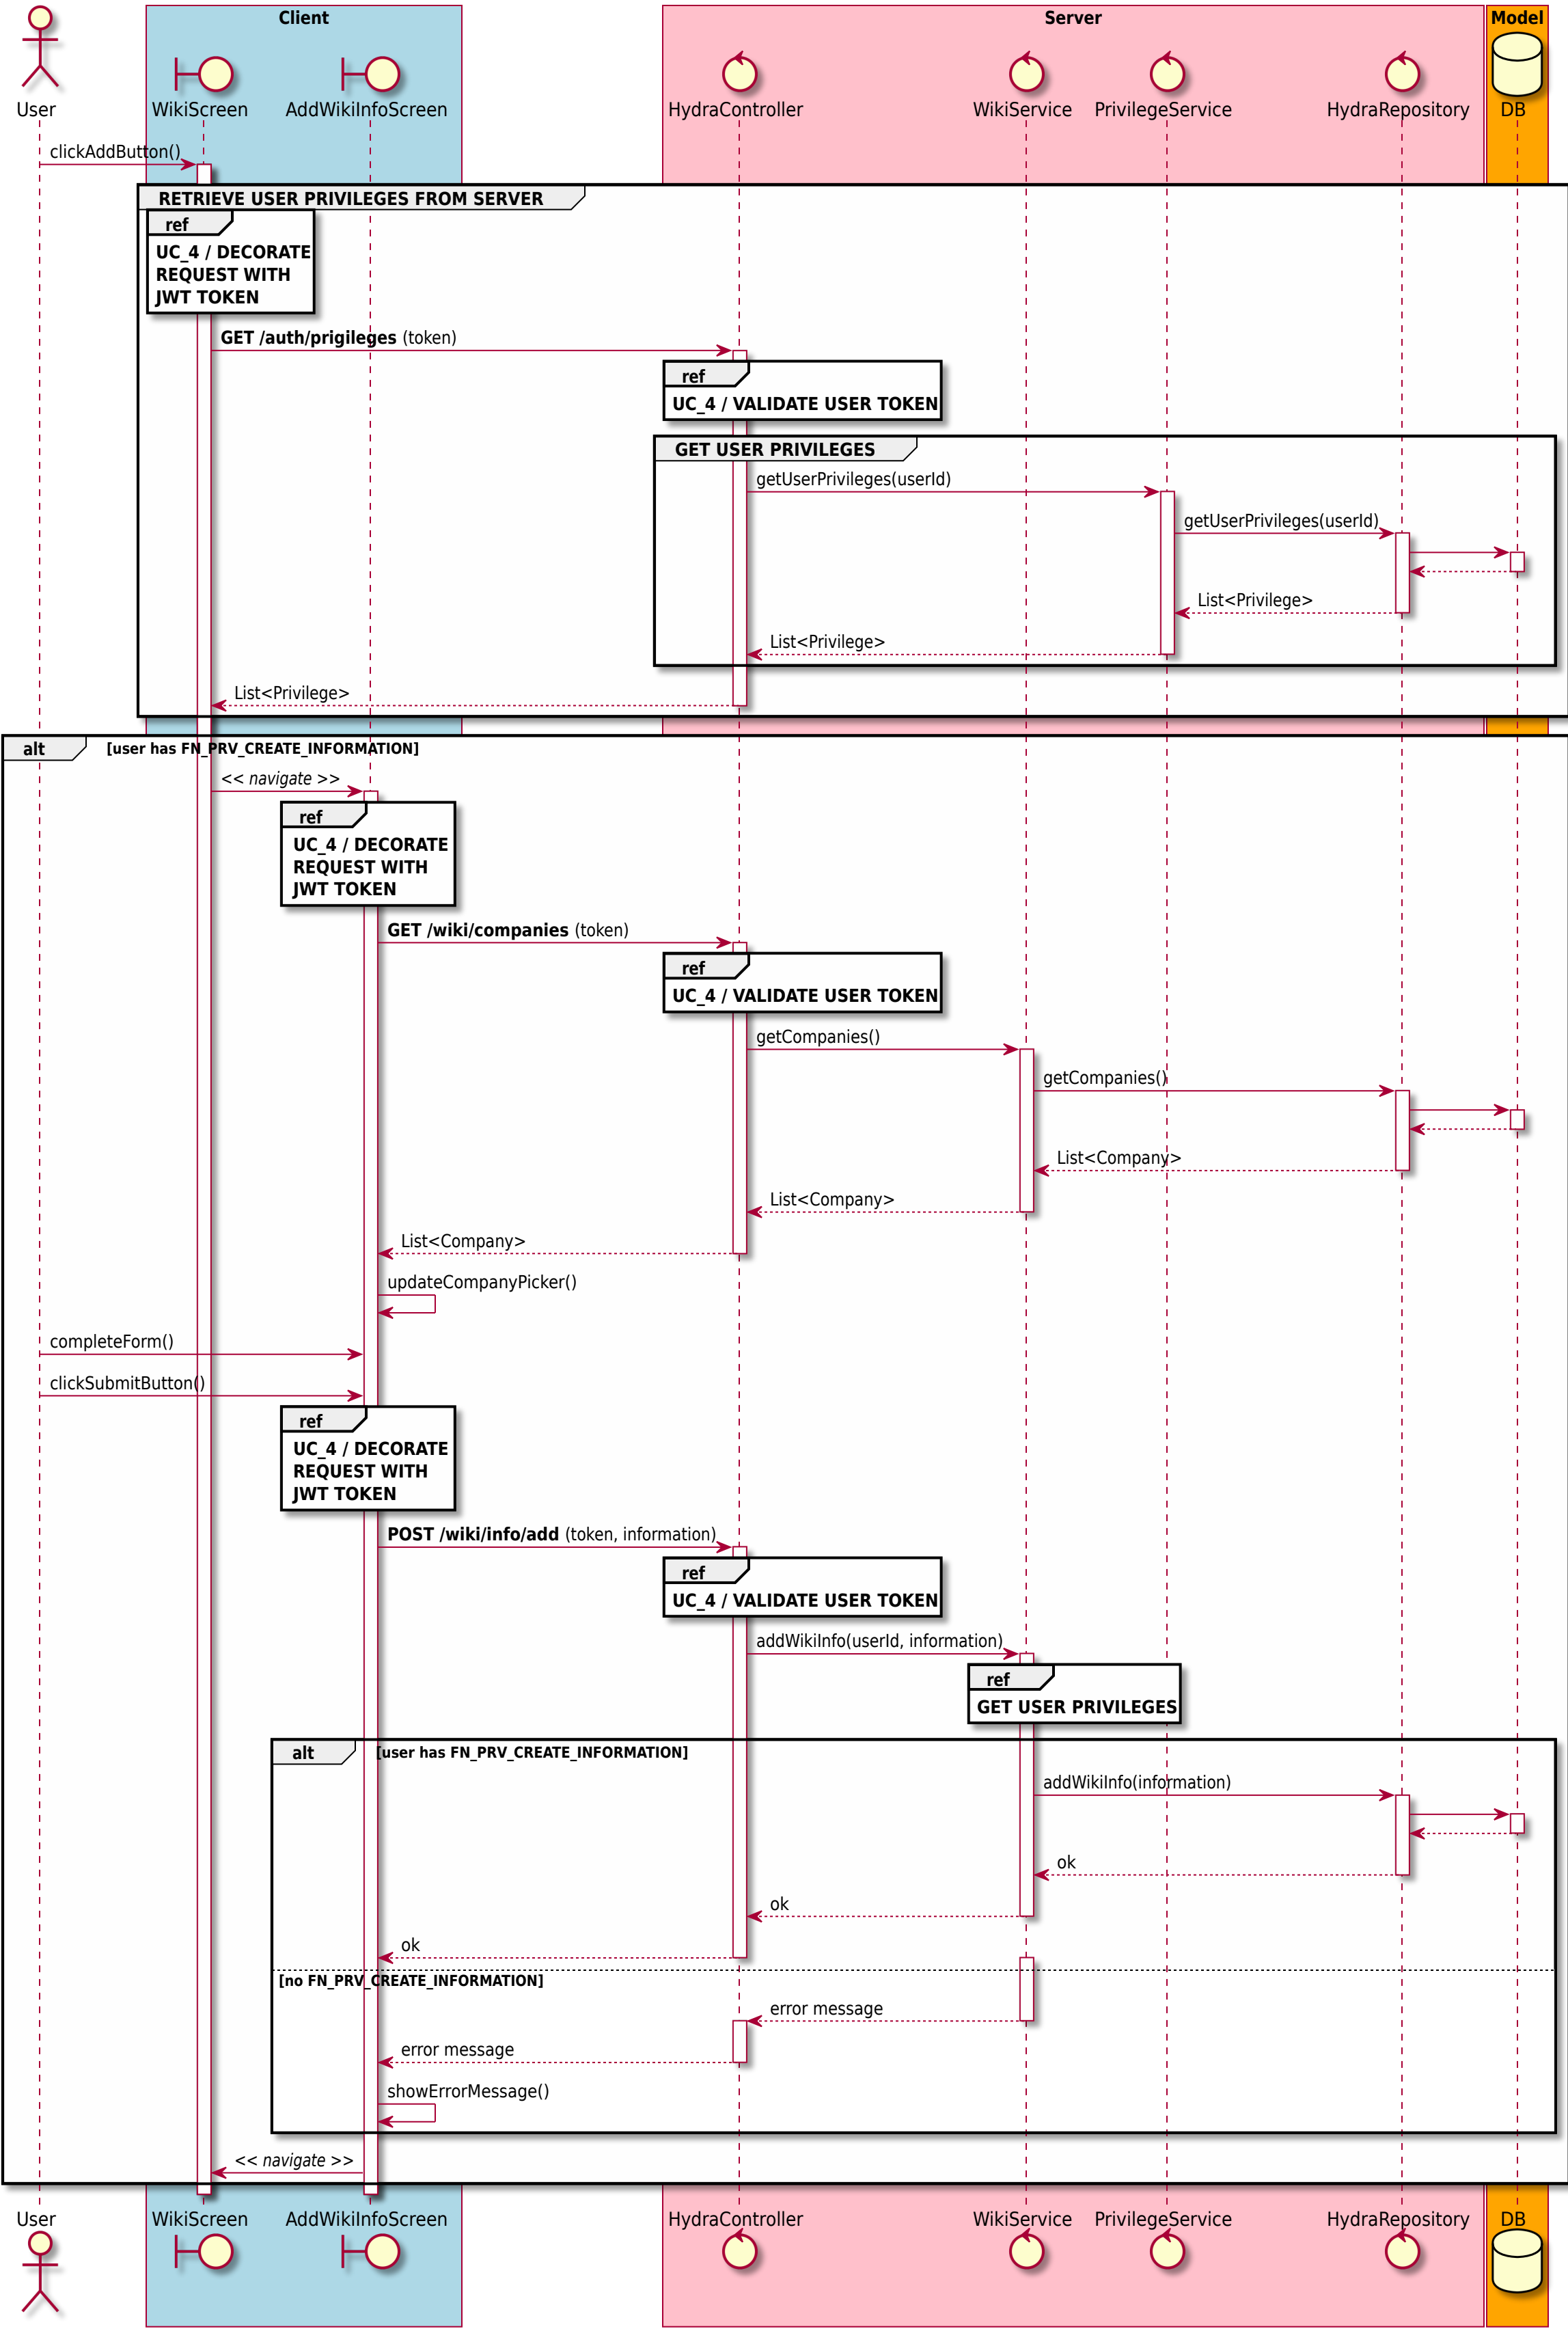 Client
Server
Model
User
WikiScreen
AddWikiInfoScreen
HydraController
WikiService
PrivilegeService
HydraRepository
DB
clickAddButton()
RETRIEVE USER PRIVILEGES FROM SERVER
ref
UC_4 / DECORATE
REQUEST WITH
JWT TOKEN
GET /auth/prigileges (token)
ref
UC_4 / VALIDATE USER TOKEN
GET USER PRIVILEGES
getUserPrivileges(userId)
getUserPrivileges(userId)
List<Privilege>
List<Privilege>
List<Privilege>
alt
[user has FN_PRV_CREATE_INFORMATION]
<< navigate >>
ref
UC_4 / DECORATE
REQUEST WITH
JWT TOKEN
GET /wiki/companies (token)
ref
UC_4 / VALIDATE USER TOKEN
getCompanies()
getCompanies()
List<Company>
List<Company>
List<Company>
updateCompanyPicker()
completeForm()
clickSubmitButton()
ref
UC_4 / DECORATE
REQUEST WITH
JWT TOKEN
POST /wiki/info/add (token, information)
ref
UC_4 / VALIDATE USER TOKEN
addWikiInfo(userId, information)
ref
GET USER PRIVILEGES
alt
[user has FN_PRV_CREATE_INFORMATION]
addWikiInfo(information)
ok
ok
ok
[no FN_PRV_CREATE_INFORMATION]
error message
error message
showErrorMessage()
<< navigate >>
User
WikiScreen
AddWikiInfoScreen
HydraController
WikiService
PrivilegeService
HydraRepository
DB